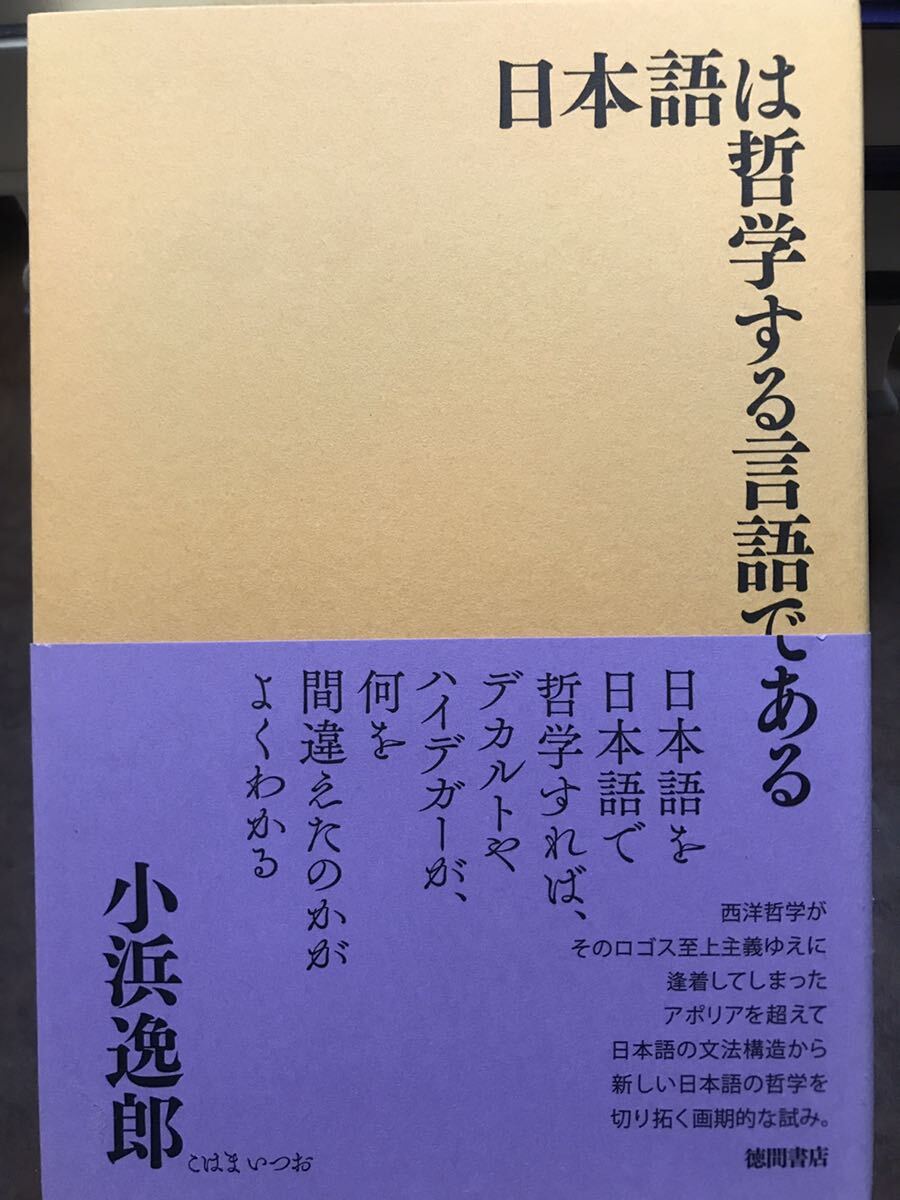 日本語は
哲学する言語である
日本語を
日本語で
哲学すれば、
デカルトや
ハイデガーが、
何を
間違えたのかが
よくわかる
西洋哲学が
そのロゴス至上主義ゆえに
逢着してしまった
アポリアを超えて
日本語の文法構造から
新しい日本語の哲学を
切り拓く画期的な試み。
徳間書店
小浜逸郎
こはま いつお